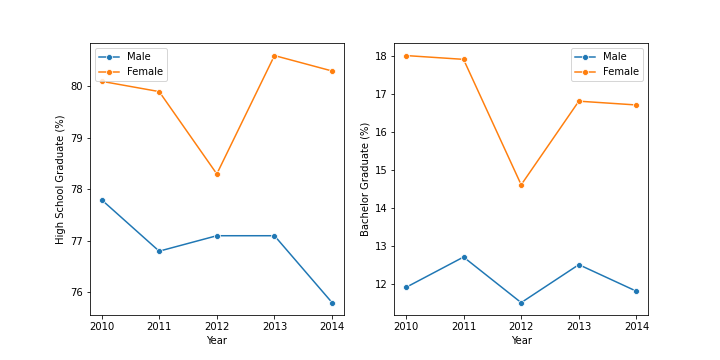 Male
Female
80
79
78
77
76
High School Graduate (%)
2010 2011 2012 2013 2014
Year
Male
Female
18
17
16
15
14
13
12
Bachelor Graduate (%)
2010 2011 2012 2013 2014
Year